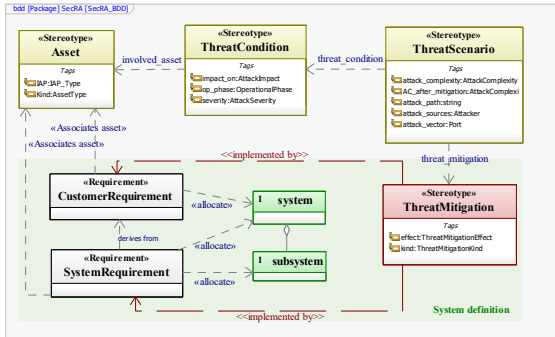 bdd [Package] SecRA [SecRA_BDD]
«Stereotype»
Asset
Tags
IAP:IAP_Type
Kind:AssetType
involved_asset
«Stereotype»
ThreatCondition
Tags
impact_on:AttackImpact
op_phase:OperationalPhase
severity:AttackSeverity
threat_condition
«Stereotype»
ThreatScenario
Tags
attack_complexity:AttackComplexity
AC_after_mitigation:AttackComplexi
attack_path:string
attack_sources:Attacker
attack_vector:Port
«Associates asset»
«Associates asset»
<<implemented by>>
threat_mitigation
«Requirement»
CustomerRequirement
«allocate»
1 system
«Stereotype»
ThreatMitigation
Tags
effect:ThreatMitigationEffect
kind:ThreatMitigationKind
derives from
«allocate»
«Requirement»
SystemRequirement
«allocate»
1 subsystem
<<implemented by>>
System definition